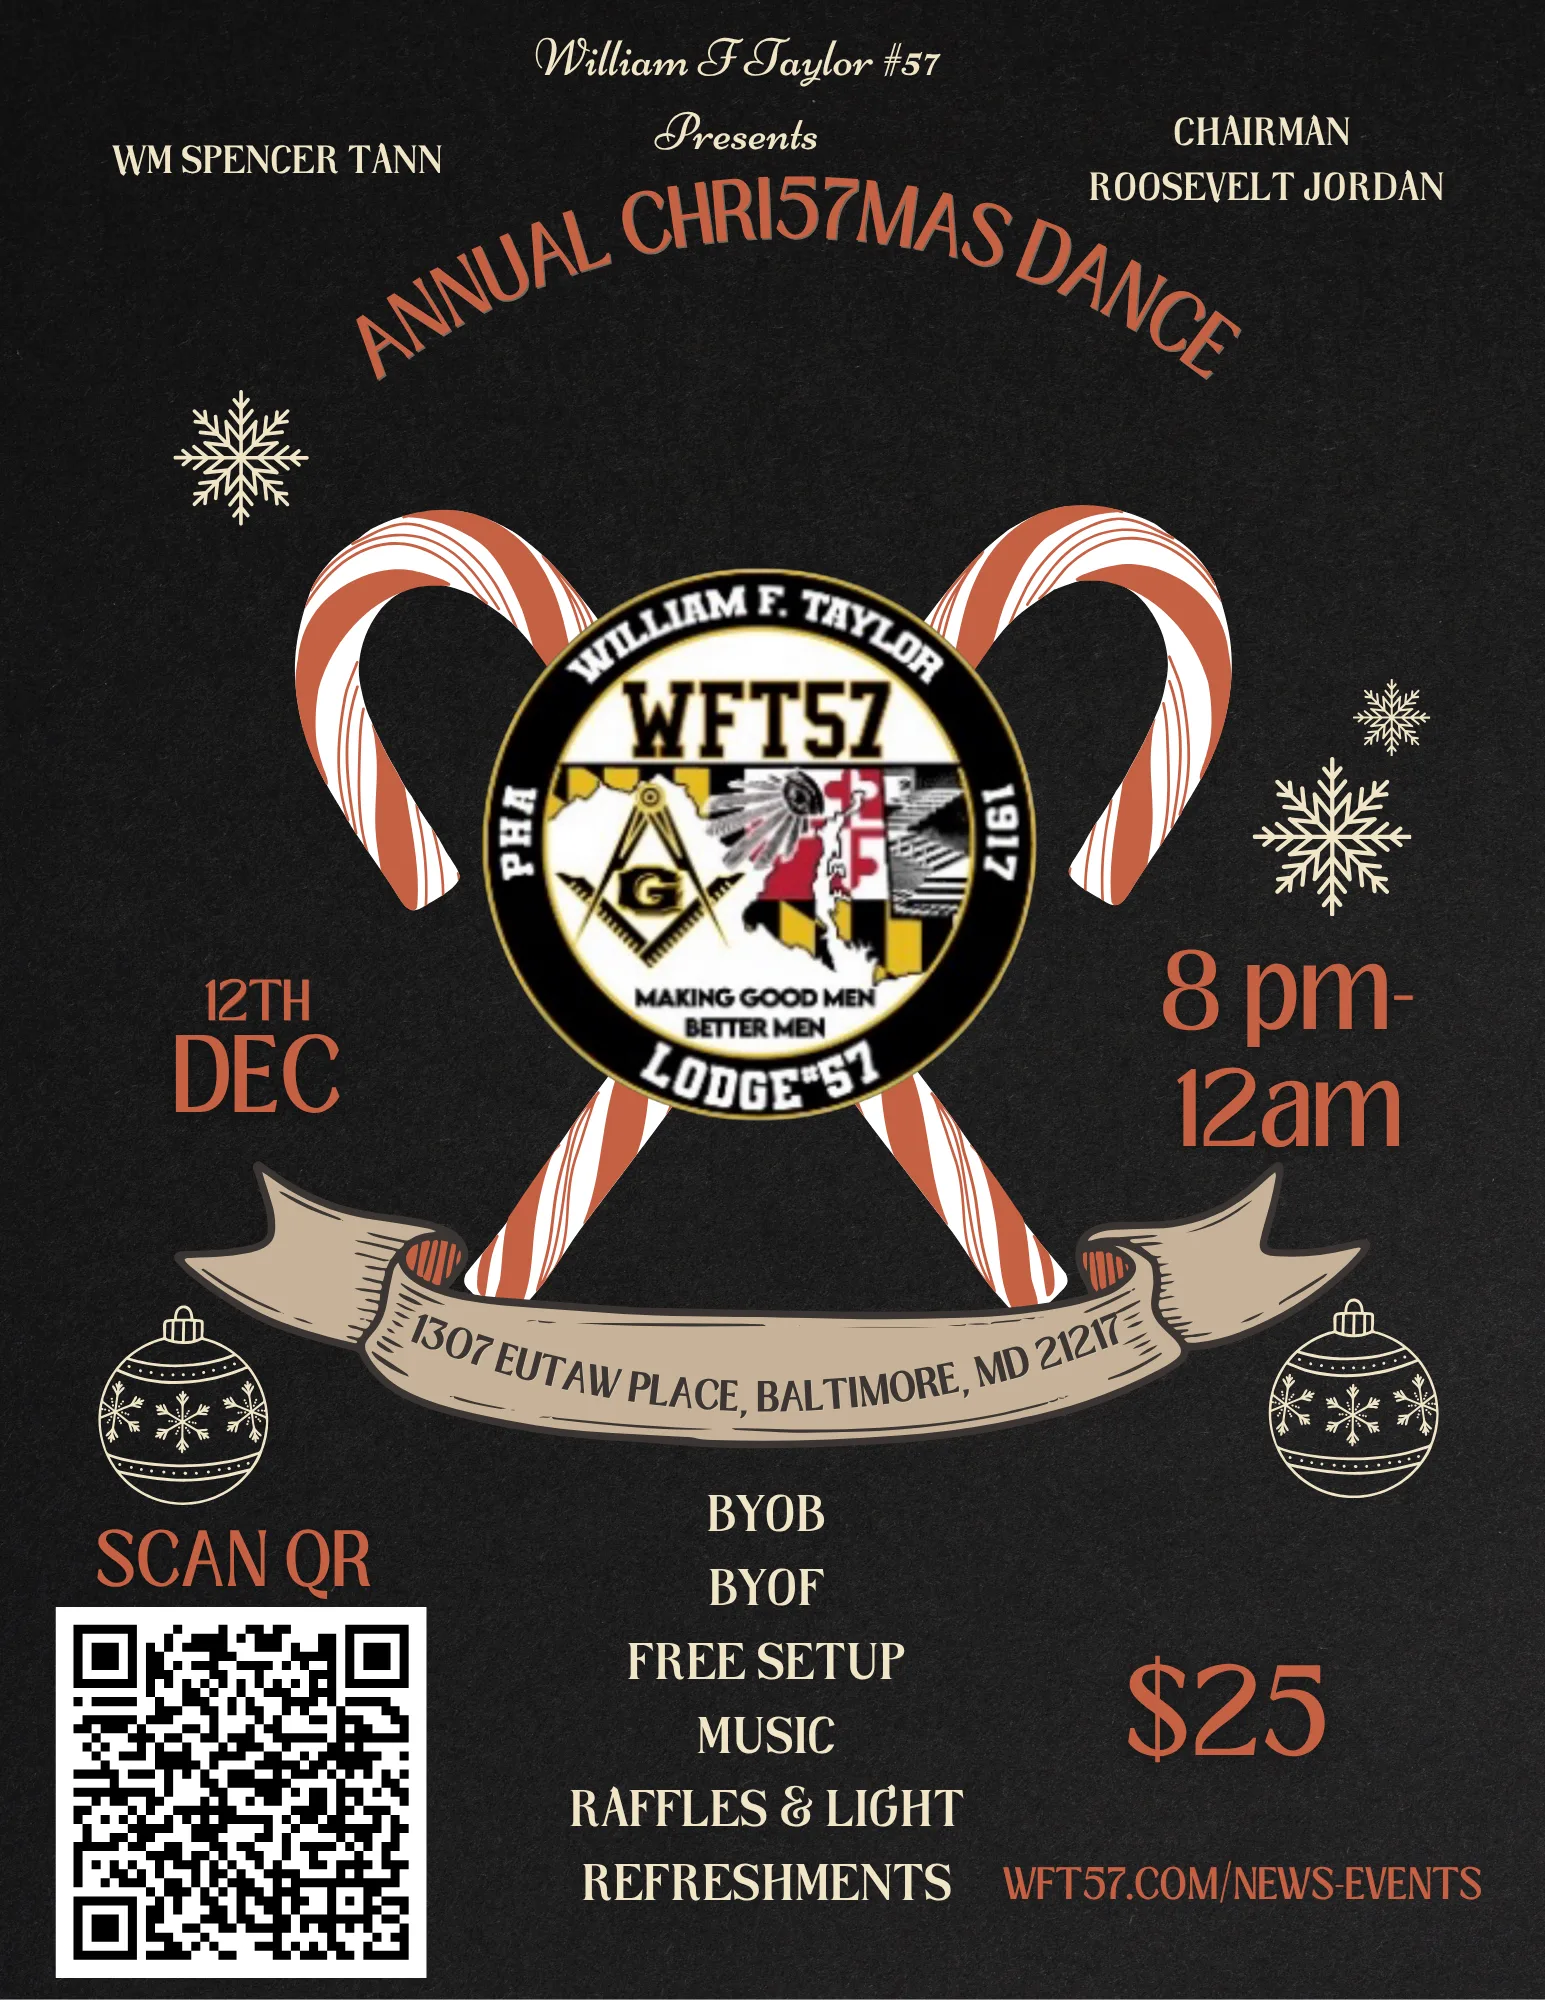 William F Taylor #57
Presents
WM SPENCER TANN
CHAIRMAN
ROOSEVELT JORDAN
ANNUAL CHRI57MAS DANCE
WILLIAM F. TAYLOR
WFT57
PHA
1917
G
MAKING GOOD MEN
BETTER MEN
LODGE#57
12TH
DEC
8 pm-
12am
1307 EUTAW PLACE, BALTIMORE, MD 21217
BYOB
BYOF
FREE SETUP
MUSIC
RAFFLES & LIGHT
REFRESHMENTS
SCAN QR
$25
WFT57.COM/NEWS-EVENTS